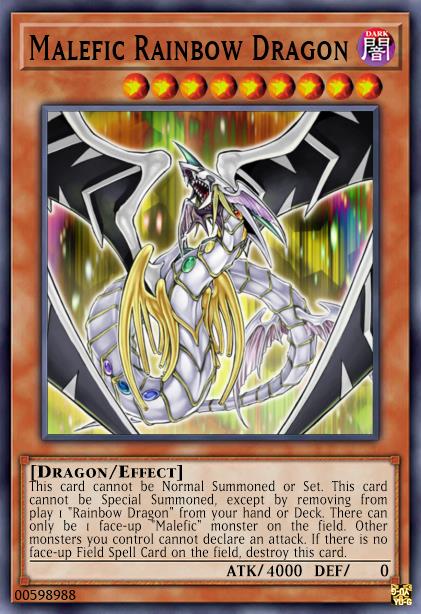 MALEFIC RAINBOW DRAGON
DARK
闇
[DRAGON/EFFECT]
This card cannot be Normal Summoned or Set. This card
cannot be Special Summoned, except by removing from
play 1 "Rainbow Dragon" from your hand or Deck. There can
only be 1 face-up "Malefic" monster on the field. Other
monsters you control cannot declare an attack. If there is no
face-up Field Spell Card on the field, destroy this card.
ATK/4000 DEF/ 0
00598988